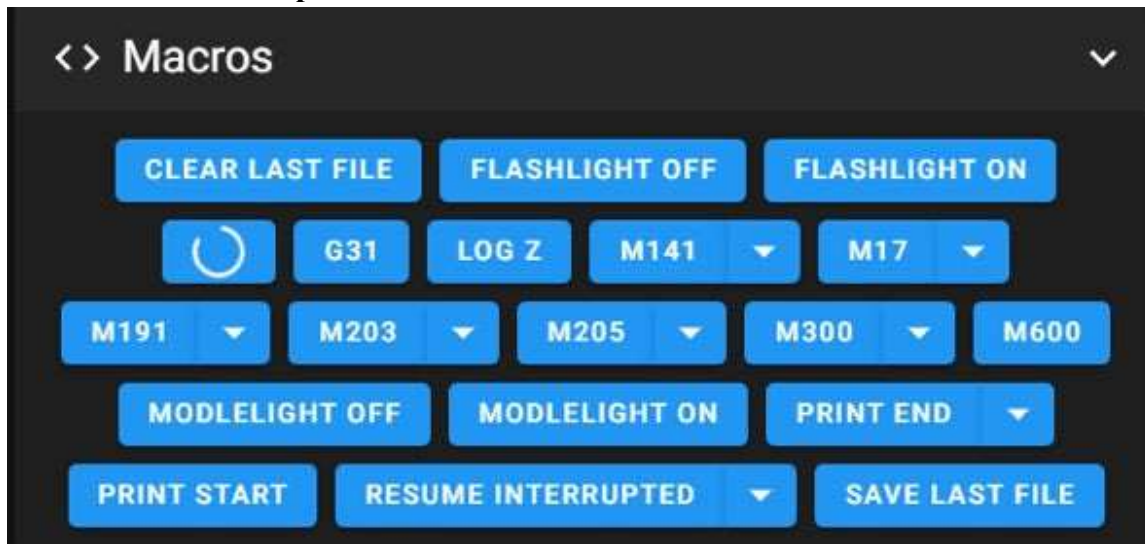 <> Macros
CLEAR LAST FILE FLASHLIGHT OFF FLASHLIGHT ON
G31 LOG Z M141 M17
M191 M203 M205 M300 M600
MODLELIGHT OFF MODLELIGHT ON PRINT END
PRINT START RESUME INTERRUPTED SAVE LAST FILE